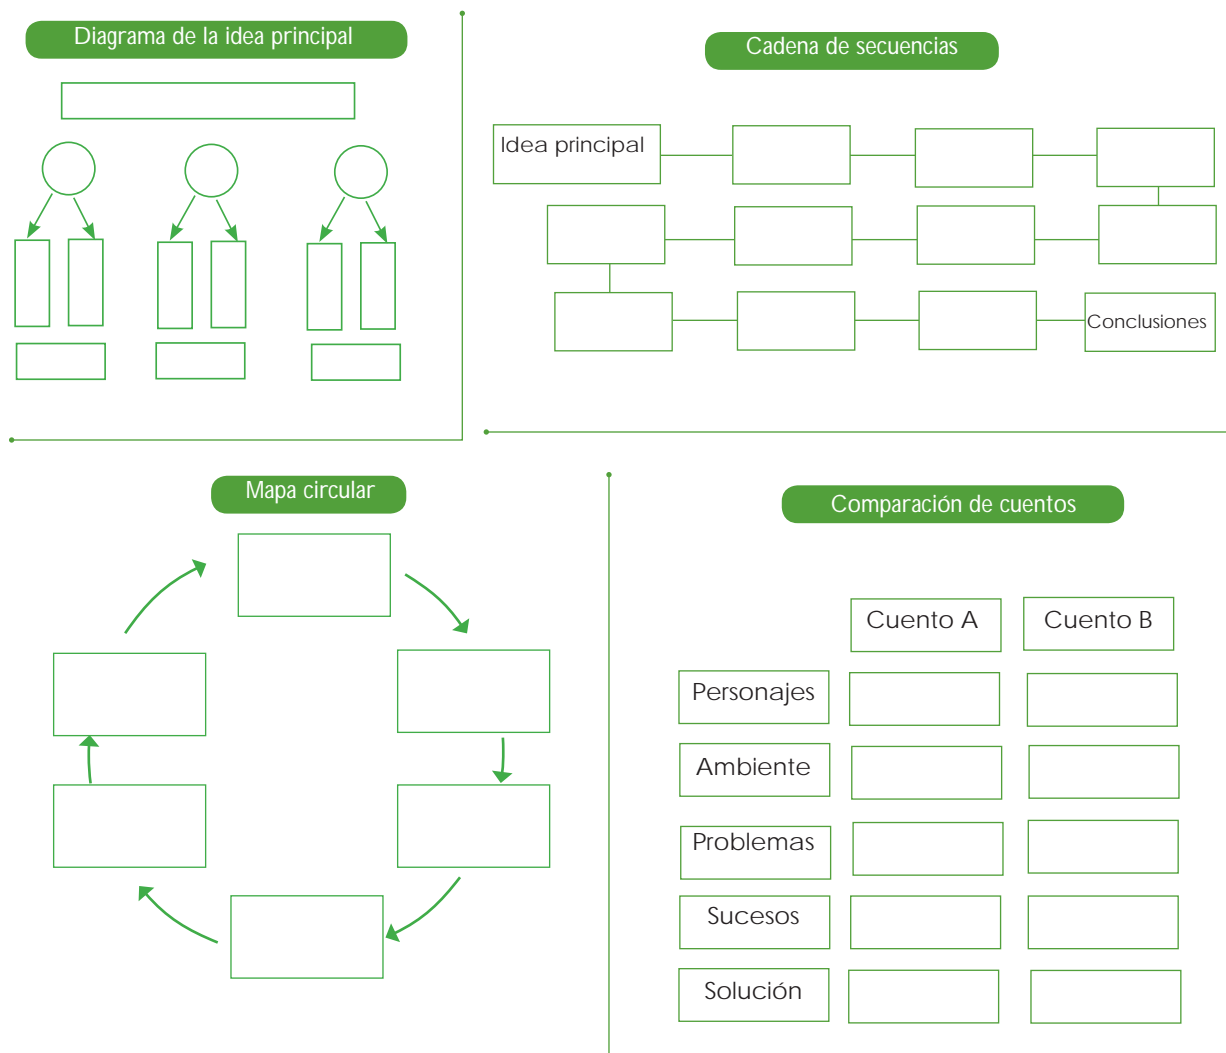 Diagrama de la idea principal
Cadena de secuencias
Idea principal
Conclusiones
Mapa circular
Comparación de cuentos
Cuento A
Cuento B
Personajes
Ambiente
Problemas
Sucesos
Solución